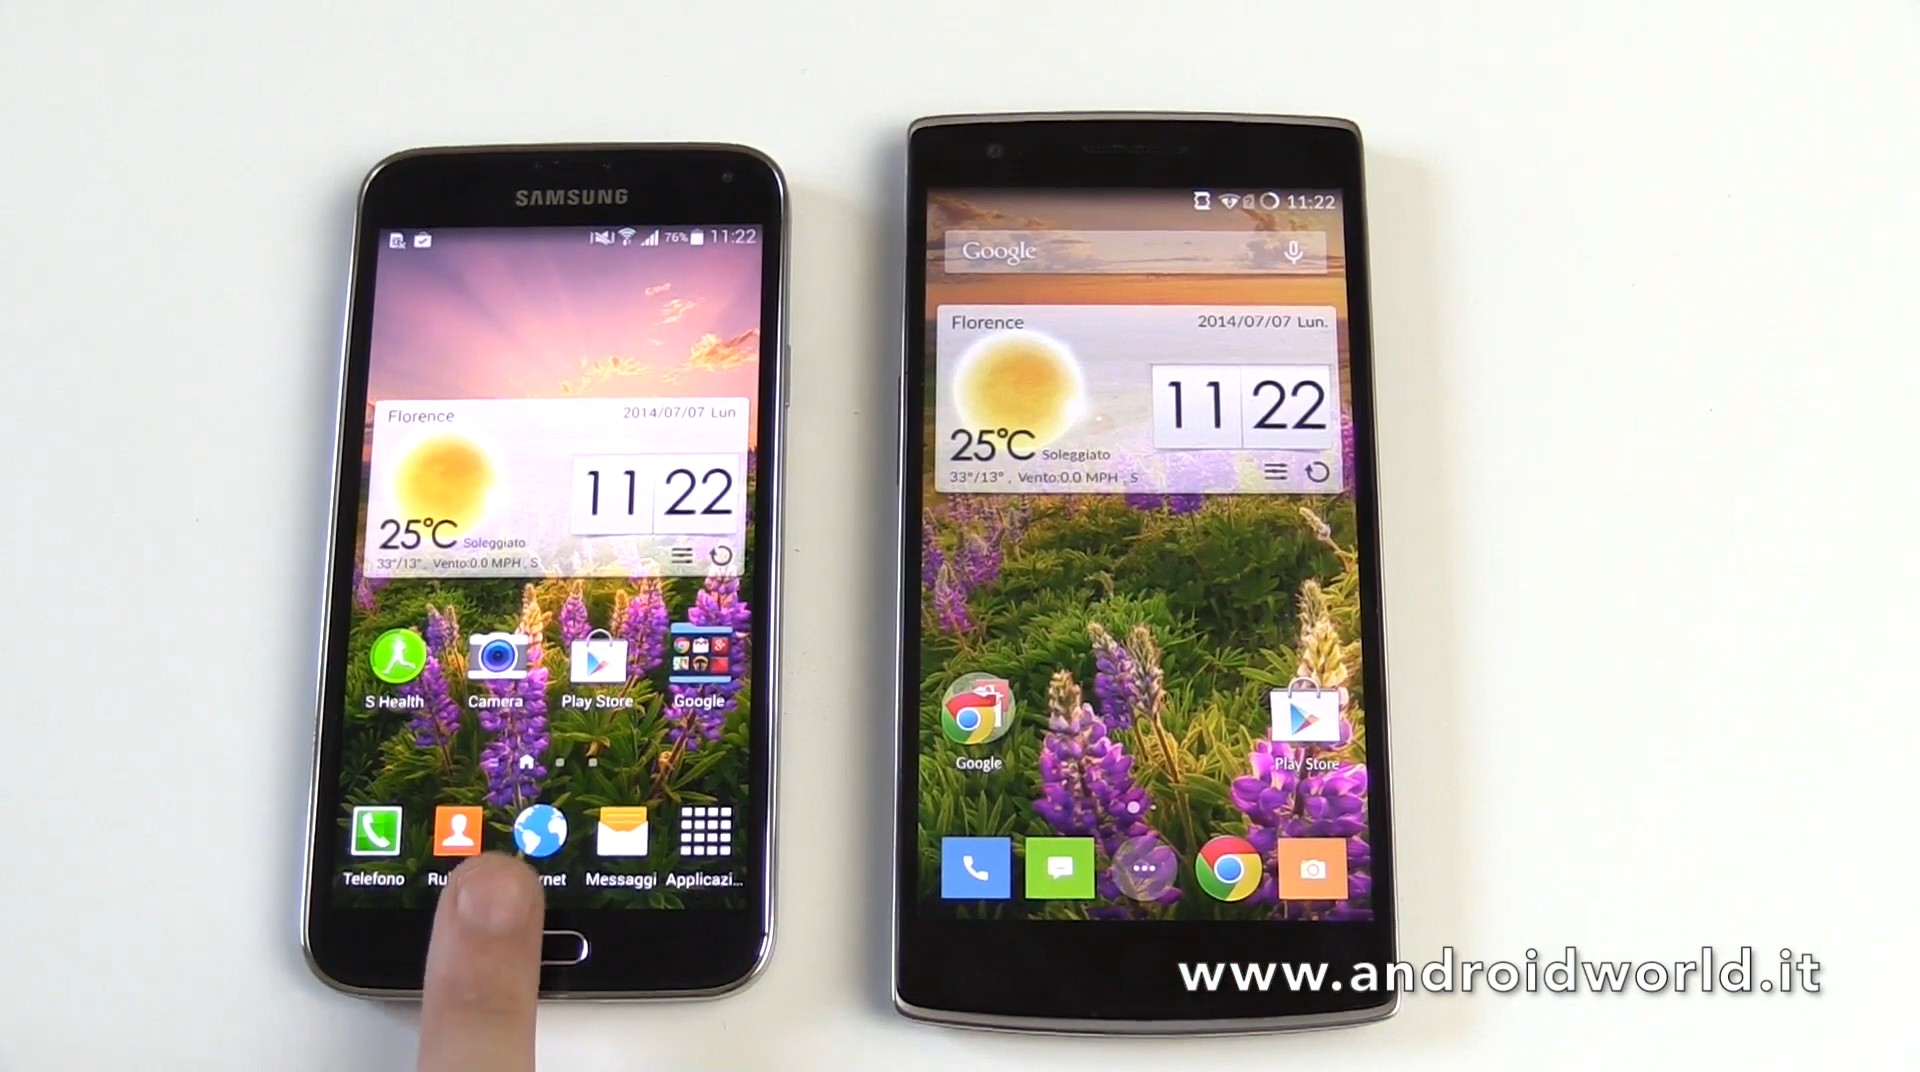 SAMSUNG
76% 11:22
Florence 2014/07/07 Lun
11 22
25°C Soleggiato
33°/13° , Vento:0.0 MPH , S
S Health Camera Play Store Google
Telefono
Messaggi Applicazi...
11:22
Google
Florence 2014/07/07 Lun.
11 22
25°C Soleggiato
33°/13° , Vento:0.0 MPH , S
Google Play Store
www.androidworld.it